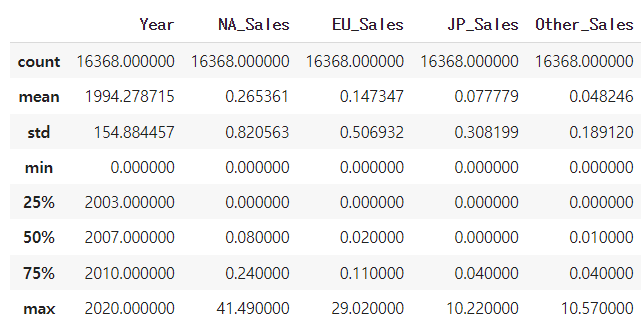 Year NA_Sales EU_Sales JP_Sales Other_Sales
count 16368.000000 16368.000000 16368.000000 16368.000000 16368.000000
mean 1994.278715 0.265361 0.147347 0.077779 0.048246
std 154.884457 0.820563 0.506932 0.308199 0.189120
min 0.000000 0.000000 0.000000 0.000000 0.000000
25% 2003.000000 0.000000 0.000000 0.000000 0.000000
50% 2007.000000 0.080000 0.020000 0.000000 0.010000
75% 2010.000000 0.240000 0.110000 0.040000 0.040000
max 2020.000000 41.490000 29.020000 10.220000 10.570000